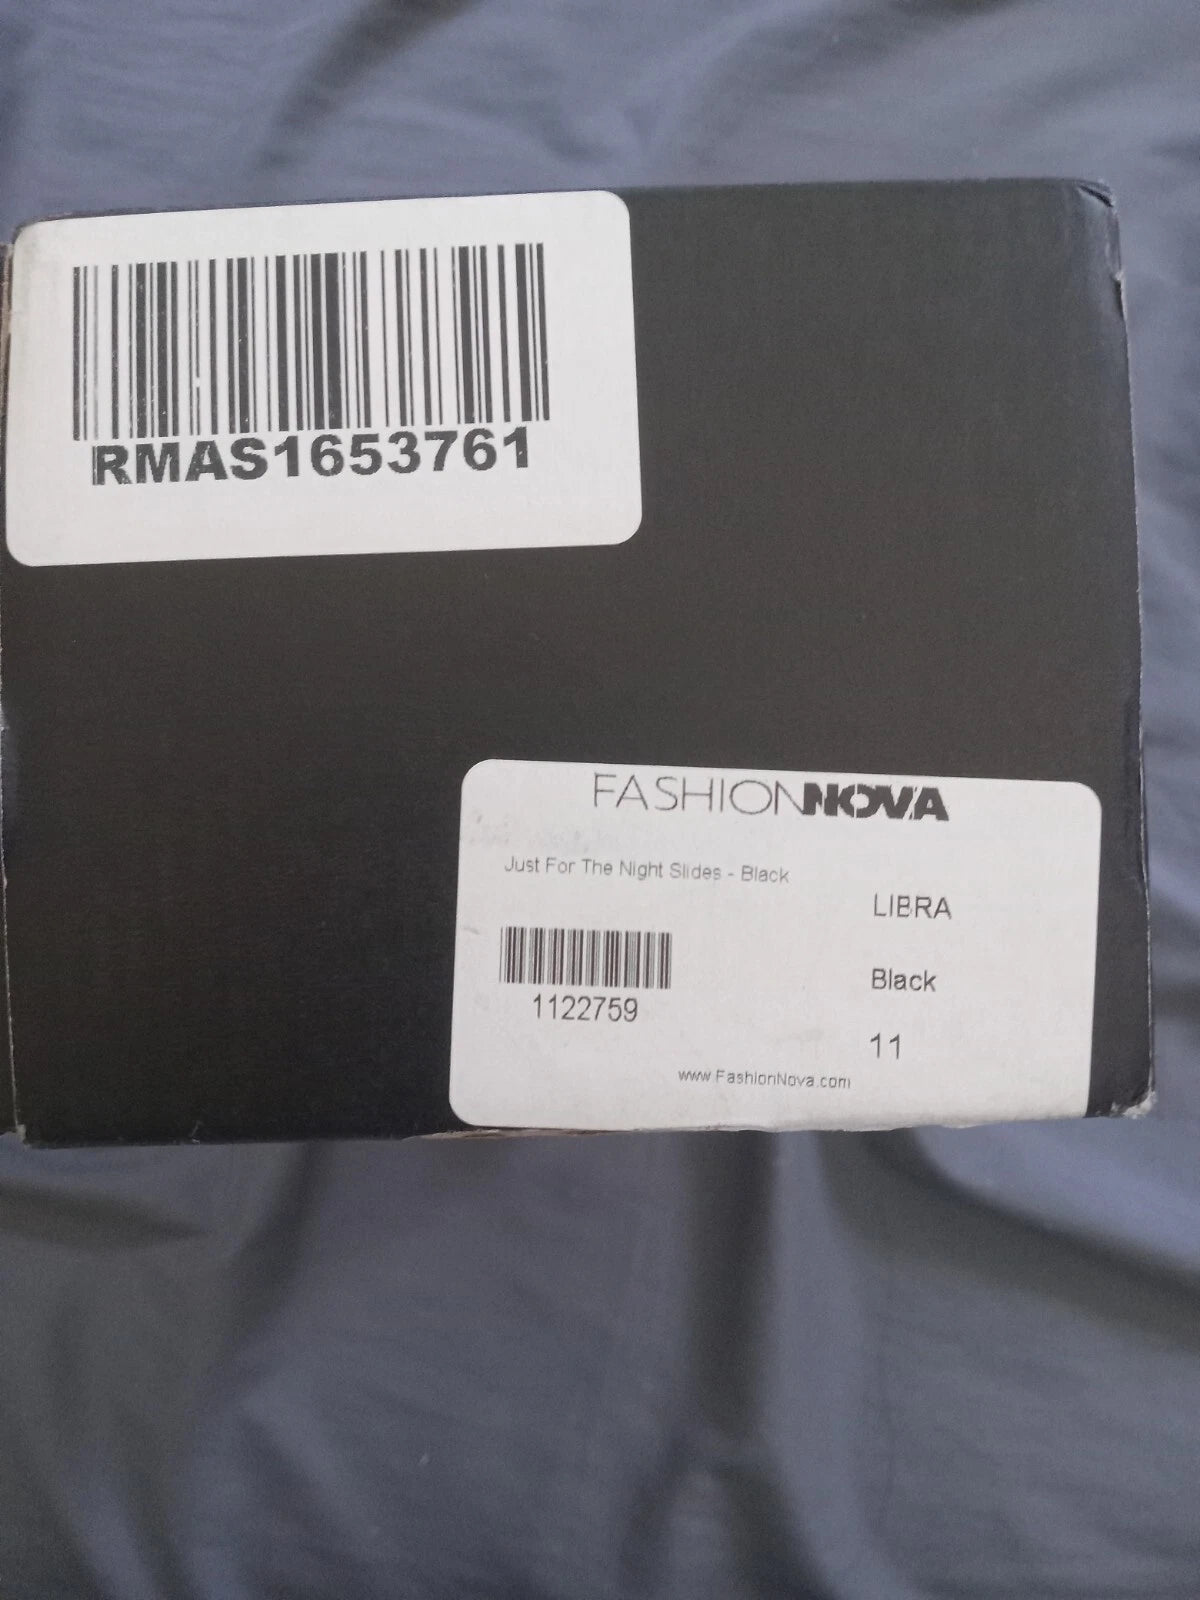 RMAS1653761
FASHIONNOVA
Just For The Night Slides - Black
LIBRA
Black
1122759
11
www.FashionNova.com